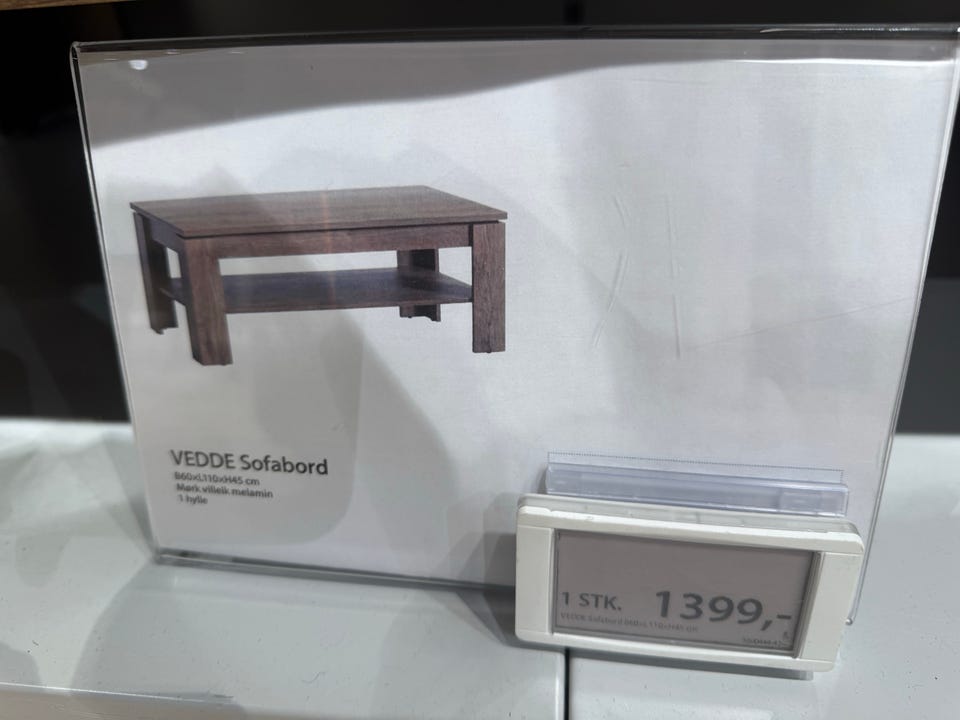 VEDDE Sofabord
B60xL110xH45 cm
Mørk villeik melamin
1 hylle
1 STK. 1399,-
VEDDE Sofabord B60xL110xH45 cm